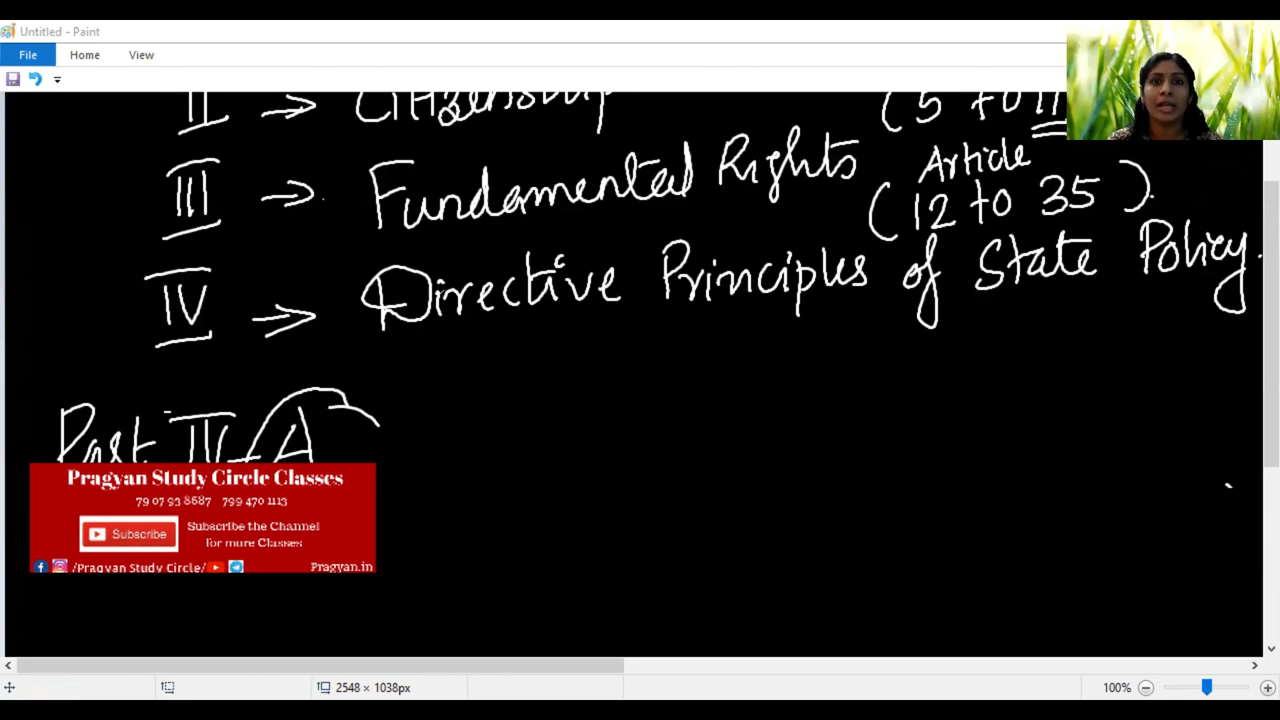 Untitled - Paint
File Home View
II → Citizenship (5 to 11
III → Fundamental Rights Article
(12 to 35).
IV → Directive Principles of State Policy.
Part IV-A
Pragyan Study Circle Classes
79 07 93 8687 799 470 1113
Subscribe Subscribe the Channel
for more Classes
/Pragyan Study Circle/ Pragyan.in
2548 × 1038px 100%